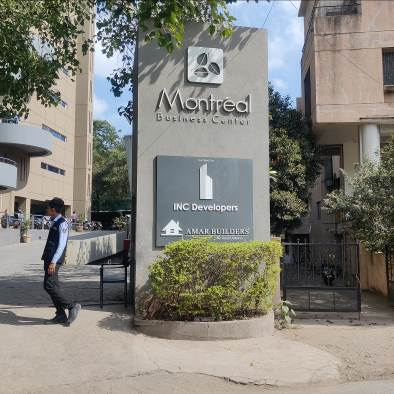 Montréal
Business Center
INC Developers
AMAR BUILDERS